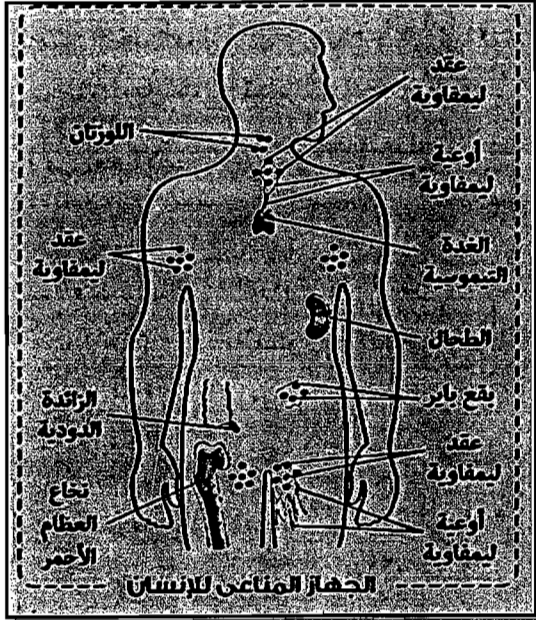 عقد
ليمفاوية
اللوزتان
أوعية
ليمفاوية
الغدة
التيموسية
عقد
ليمفاوية
الطحال
بقع باير
الزائدة
الدودية
عقد
ليمفاوية
نخاع
العظام
الأحمر
أوعية
ليمفاوية
الجهاز المناعى للإنسان